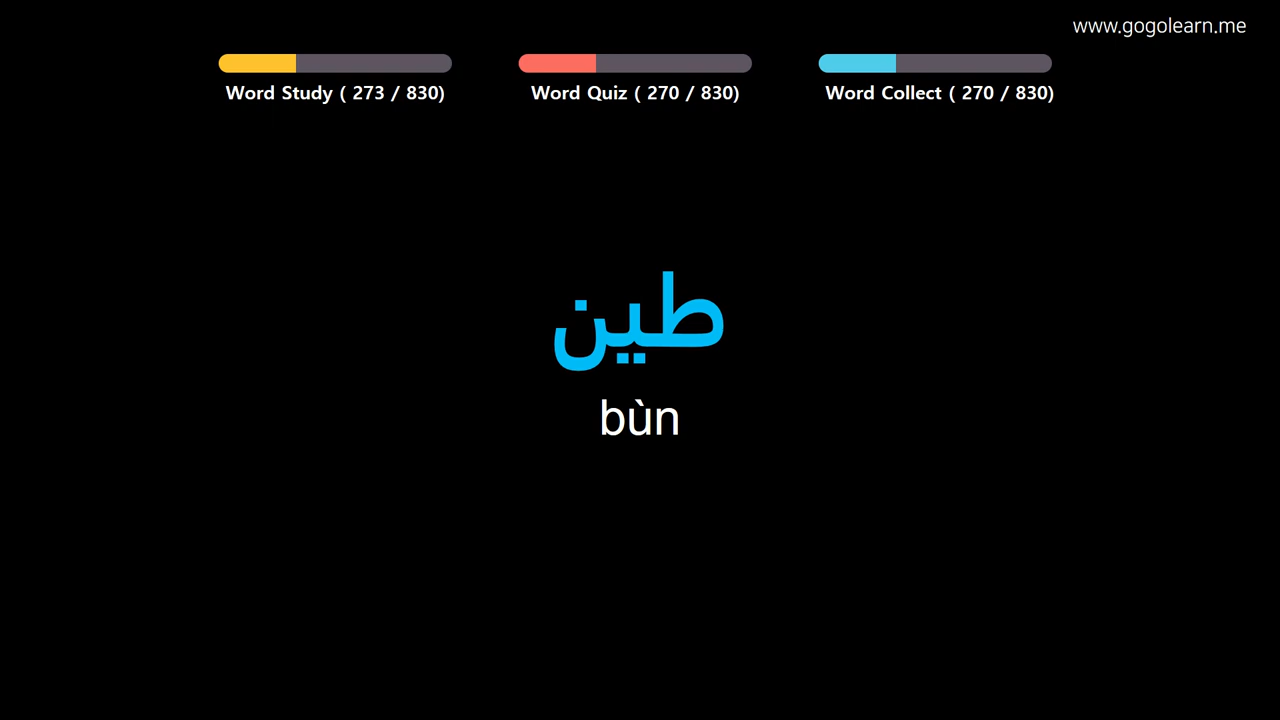 www.gogolearn.me
Word Study ( 273 / 830)
Word Quiz ( 270 / 830)
Word Collect ( 270 / 830)
طين
bùn